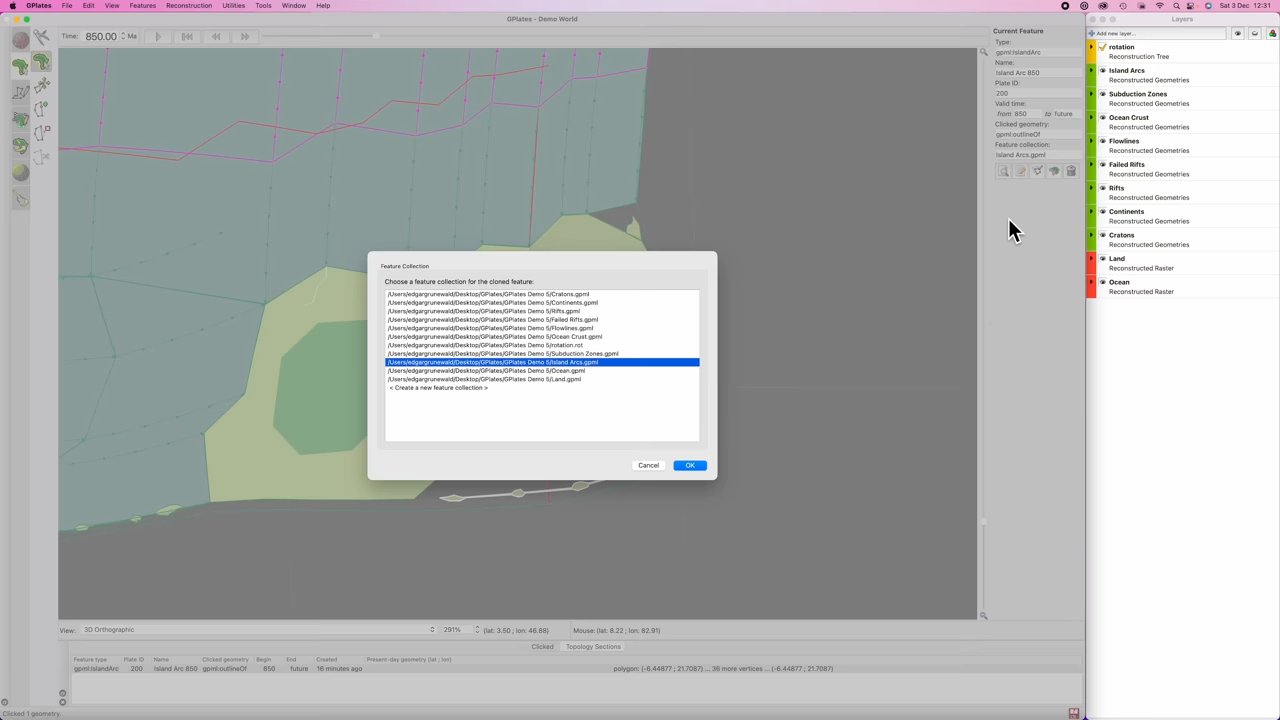 GPlates File Edit View Features Reconstruction Utilities Tools Window Help Sat 3 Dec 12:31
GPlates - Demo World
Layers
Time: 850.00 Ma
Add new layer...
Current Feature
Type:
gpml:IslandArc
Name:
Island Arc 850
Plate ID:
200
Valid time:
from 850 to future
Clicked geometry:
gpml:outlineOf
Feature collection:
Island Arcs.gpml
rotation
Reconstruction Tree
Island Arcs
Reconstructed Geometries
Subduction Zones
Reconstructed Geometries
Ocean Crust
Reconstructed Geometries
Flowlines
Reconstructed Geometries
Failed Rifts
Reconstructed Geometries
Rifts
Reconstructed Geometries
Continents
Reconstructed Geometries
Cratons
Reconstructed Geometries
Land
Reconstructed Raster
Ocean
Reconstructed Raster
Feature Collection
Choose a feature collection for the cloned feature:
/Users/edgargrunewald/Desktop/GPlates/GPlates Demo 5/Cratons.gpml
/Users/edgargrunewald/Desktop/GPlates/GPlates Demo 5/Continents.gpml
/Users/edgargrunewald/Desktop/GPlates/GPlates Demo 5/Rifts.gpml
/Users/edgargrunewald/Desktop/GPlates/GPlates Demo 5/Failed Rifts.gpml
/Users/edgargrunewald/Desktop/GPlates/GPlates Demo 5/Flowlines.gpml
/Users/edgargrunewald/Desktop/GPlates/GPlates Demo 5/Ocean Crust.gpml
/Users/edgargrunewald/Desktop/GPlates/GPlates Demo 5/rotation.rot
/Users/edgargrunewald/Desktop/GPlates/GPlates Demo 5/Subduction Zones.gpml
/Users/edgargrunewald/Desktop/GPlates/GPlates Demo 5/Island Arcs.gpml
/Users/edgargrunewald/Desktop/GPlates/GPlates Demo 5/Ocean.gpml
/Users/edgargrunewald/Desktop/GPlates/GPlates Demo 5/Land.gpml
< Create a new feature collection >
Cancel OK
View: 3D Orthographic 291% (lat: 3.50 ; lon: 46.88) Mouse: (lat: 8.22 ; lon: 82.91)
Clicked Topology Sections
Feature type Plate ID Name Clicked geometry Begin End Created Present-day geometry (lat ; lon)
gpml:IslandArc 200 Island Arc 850 gpml:outlineOf 850 future 16 minutes ago polygon: (-6.44877 ; 21.7087) ... 36 more vertices ... (-6.44877 ; 21.7087)
Clicked 1 geometry.